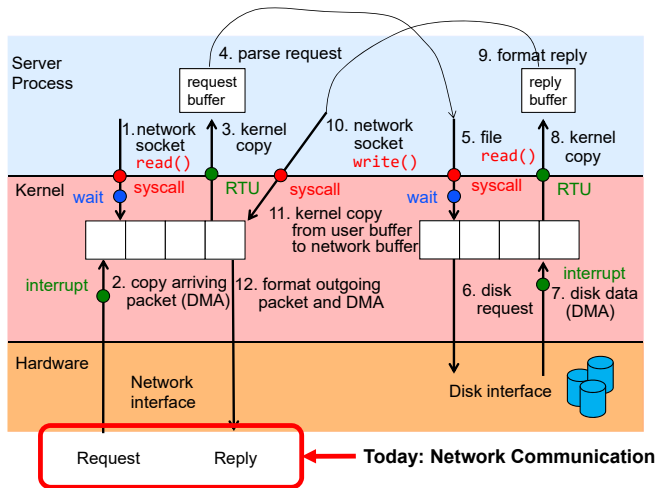 4. parse request
9. format reply
Server
Process
request
buffer
reply
buffer
1. network
socket
read()
3. kernel
copy
10. network
socket
write()
5. file
read()
8. kernel
copy
Kernel
syscall
RTU
syscall
syscall
RTU
wait
wait
11. kernel copy
from user buffer
to network buffer
interrupt
2. copy arriving
packet (DMA)
12. format outgoing
packet and DMA
6. disk
request
interrupt
7. disk data
(DMA)
Hardware
Network
interface
Disk interface
Request
Reply
Today: Network Communication